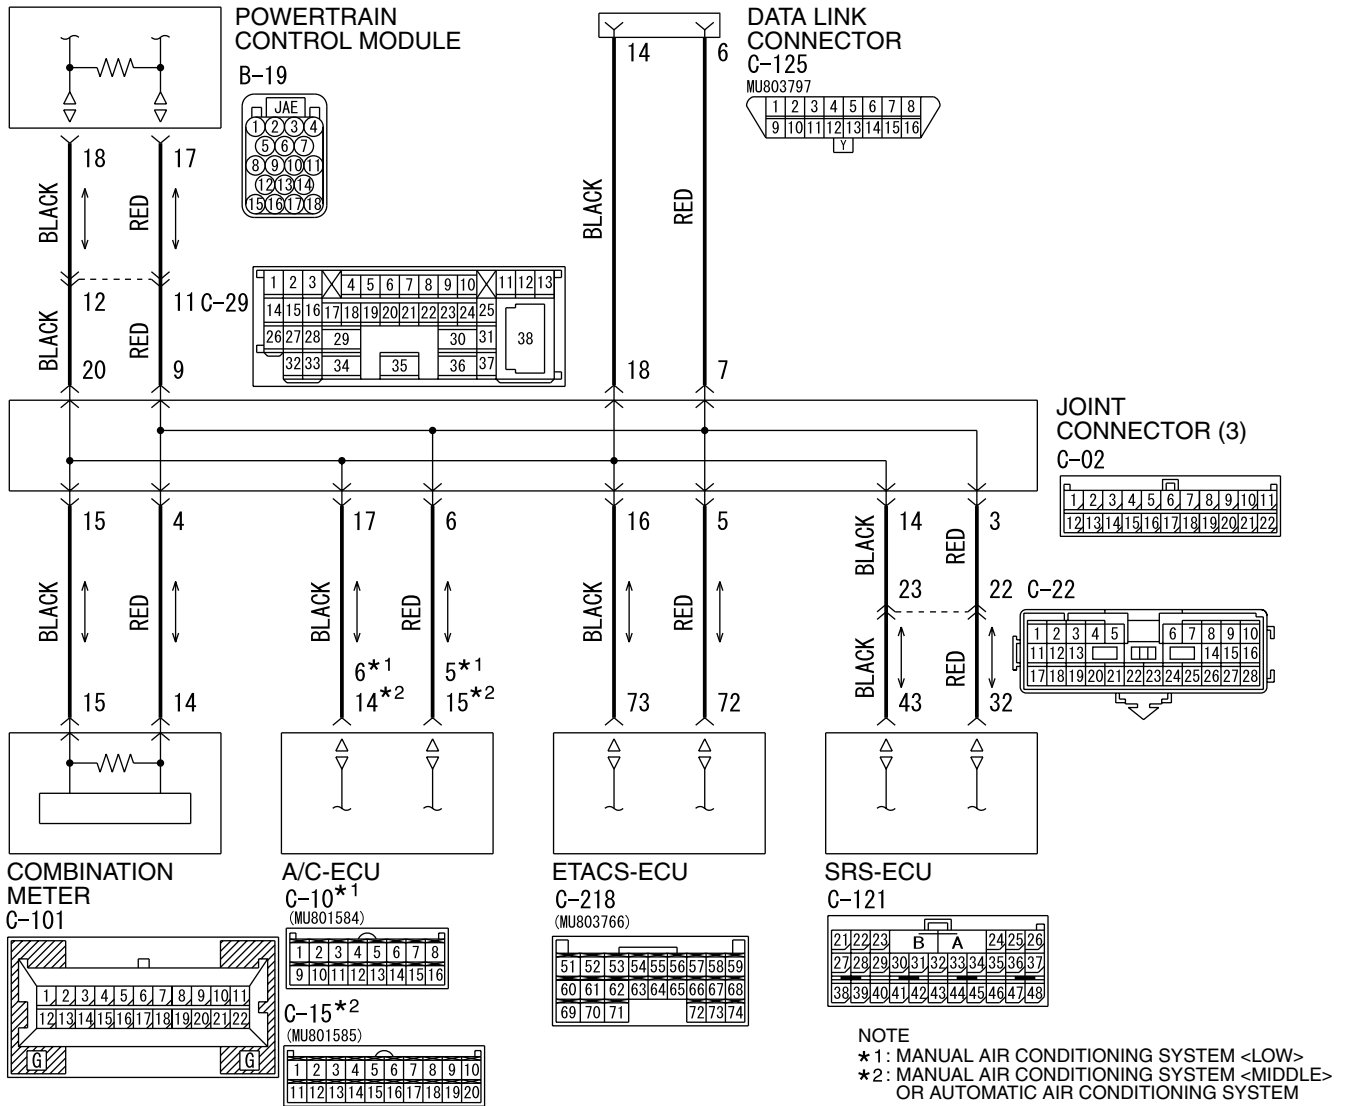 POWERTRAIN
CONTROL MODULE
B-19
JAE
1 2 3 4
5 6 7
8 9 10 11
12 13 14
15 16 17 18
DATA LINK
CONNECTOR
C-125
MU803797
1 2 3 4 5 6 7 8
9 10 11 12 13 14 15 16
Y
14 6
18 17
BLACK RED
BLACK RED
12 11 C-29
1 2 3 4 5 6 7 8 9 10 11 12 13
14 15 16 17 18 19 20 21 22 23 24 25
26 27 28 29 30 31 38
32 33 34 35 36 37
BLACK RED
20 9
18 7
JOINT
CONNECTOR (3)
C-02
1 2 3 4 5 6 7 8 9 10 11
12 13 14 15 16 17 18 19 20 21 22
15 4 17 6 16 5 14 3
BLACK RED
23 22 C-22
1 2 3 4 5 6 7 8 9 10
11 12 13 14 15 16
17 18 19 20 21 22 23 24 25 26 27 28
BLACK RED BLACK RED BLACK RED BLACK RED
6*1 5*1
14*2 15*2
15 14 73 72 43 32
COMBINATION
METER
C-101
1 2 3 4 5 6 7 8 9 10 11
12 13 14 15 16 17 18 19 20 21 22
G G
A/C-ECU
C-10*1
(MU801584)
1 2 3 4 5 6 7 8
9 10 11 12 13 14 15 16
C-15*2
(MU801585)
1 2 3 4 5 6 7 8 9 10
11 12 13 14 15 16 17 18 19 20
ETACS-ECU
C-218
(MU803766)
51 52 53 54 55 56 57 58 59
60 61 62 63 64 65 66 67 68
69 70 71 72 73 74
SRS-ECU
C-121
21 22 23 B A 24 25 26
27 28 29 30 31 32 33 34 35 36 37
38 39 40 41 42 43 44 45 46 47 48
NOTE
*1: MANUAL AIR CONDITIONING SYSTEM <LOW>
*2: MANUAL AIR CONDITIONING SYSTEM <MIDDLE>
OR AUTOMATIC AIR CONDITIONING SYSTEM